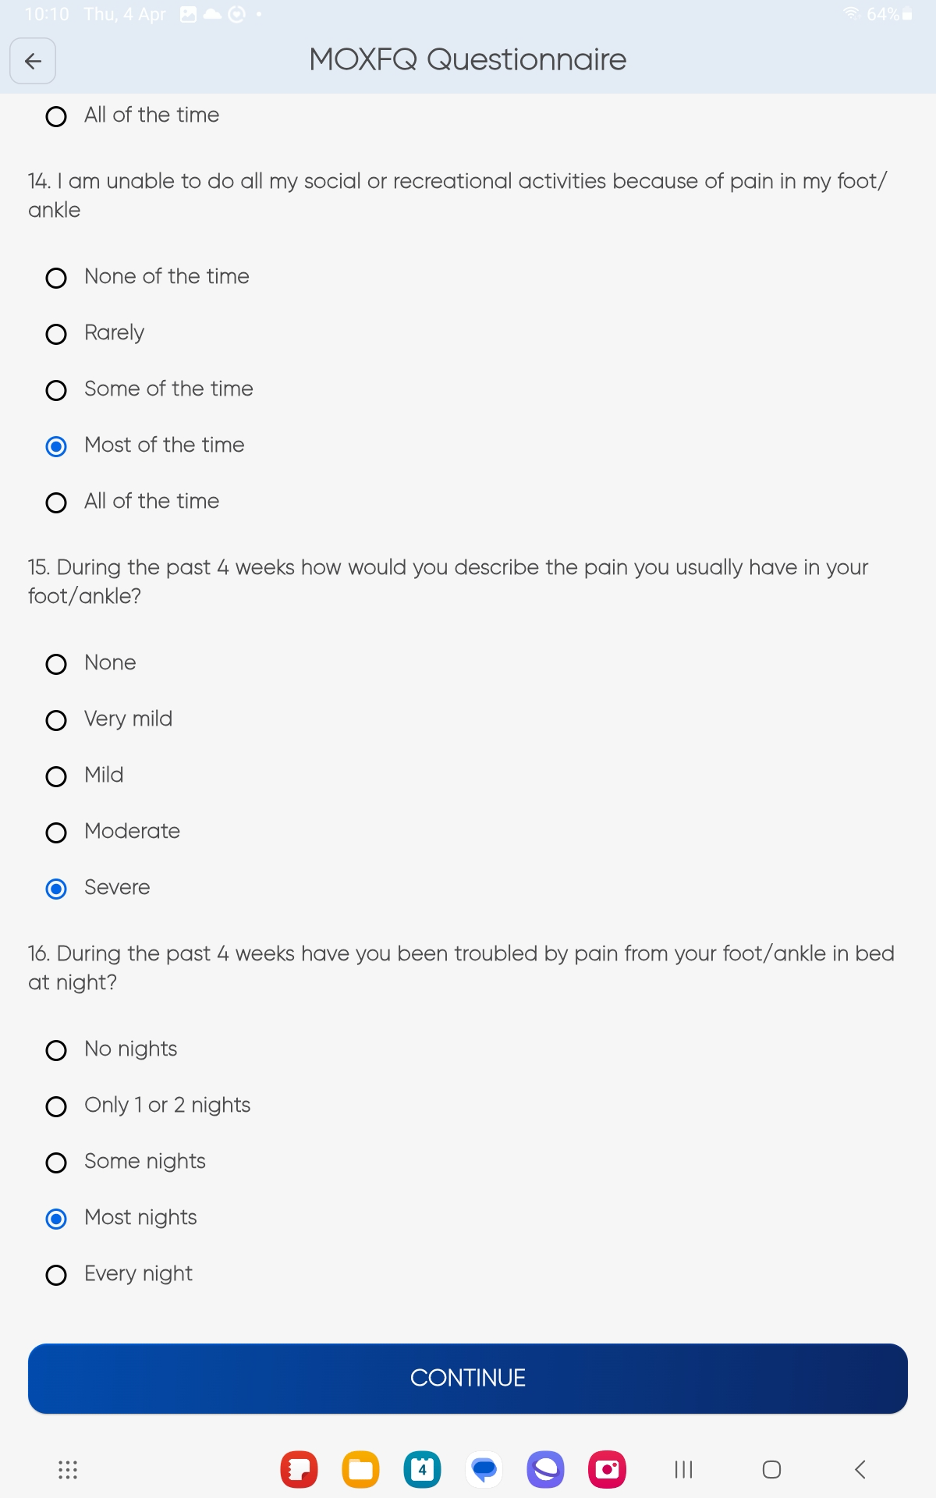 10:10 Thu, 4 Apr
64%
MOXFQ Questionnaire
All of the time
14. I am unable to do all my social or recreational activities because of pain in my foot/
ankle
None of the time
Rarely
Some of the time
Most of the time
All of the time
15. During the past 4 weeks how would you describe the pain you usually have in your
foot/ankle?
None
Very mild
Mild
Moderate
Severe
16. During the past 4 weeks have you been troubled by pain from your foot/ankle in bed
at night?
No nights
Only 1 or 2 nights
Some nights
Most nights
Every night
CONTINUE
4